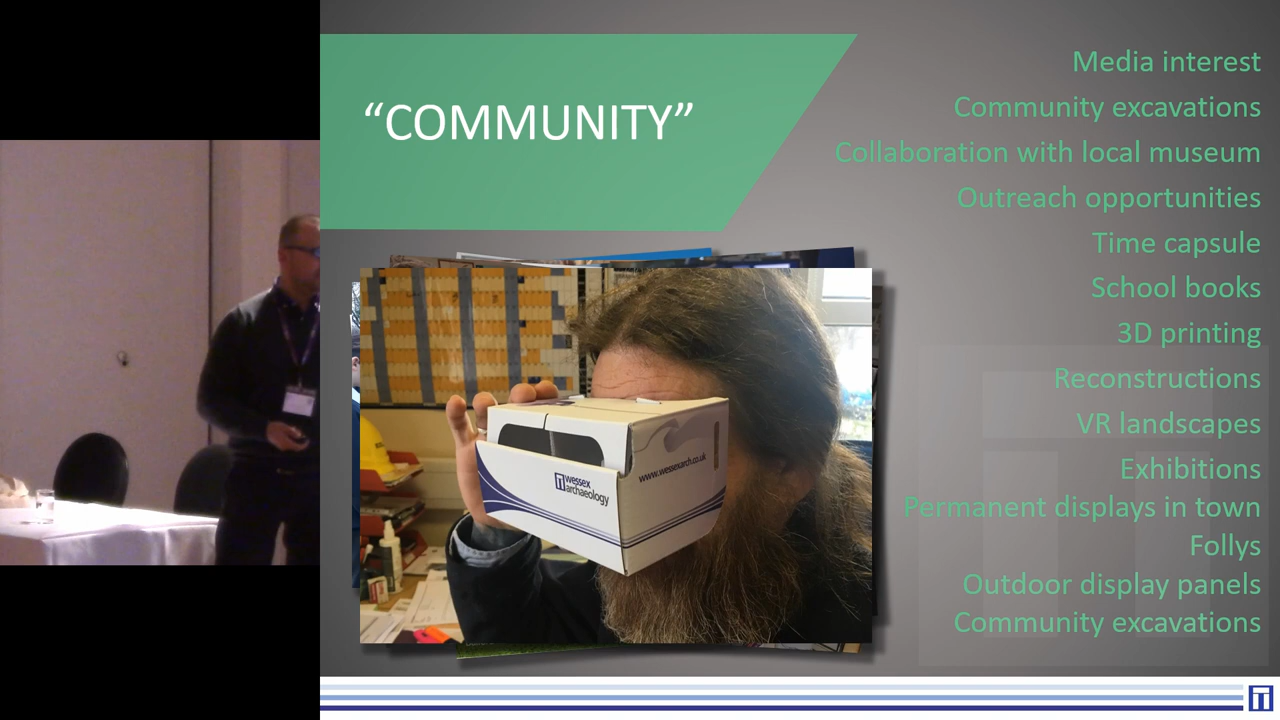 “COMMUNITY”
Media interest
Community excavations
Collaboration with local museum
Outreach opportunities
Time capsule
School books
3D printing
Reconstructions
VR landscapes
Exhibitions
Permanent displays in town
Follys
Outdoor display panels
Community excavations
wessex
archaeology
www.wessexarch.co.uk